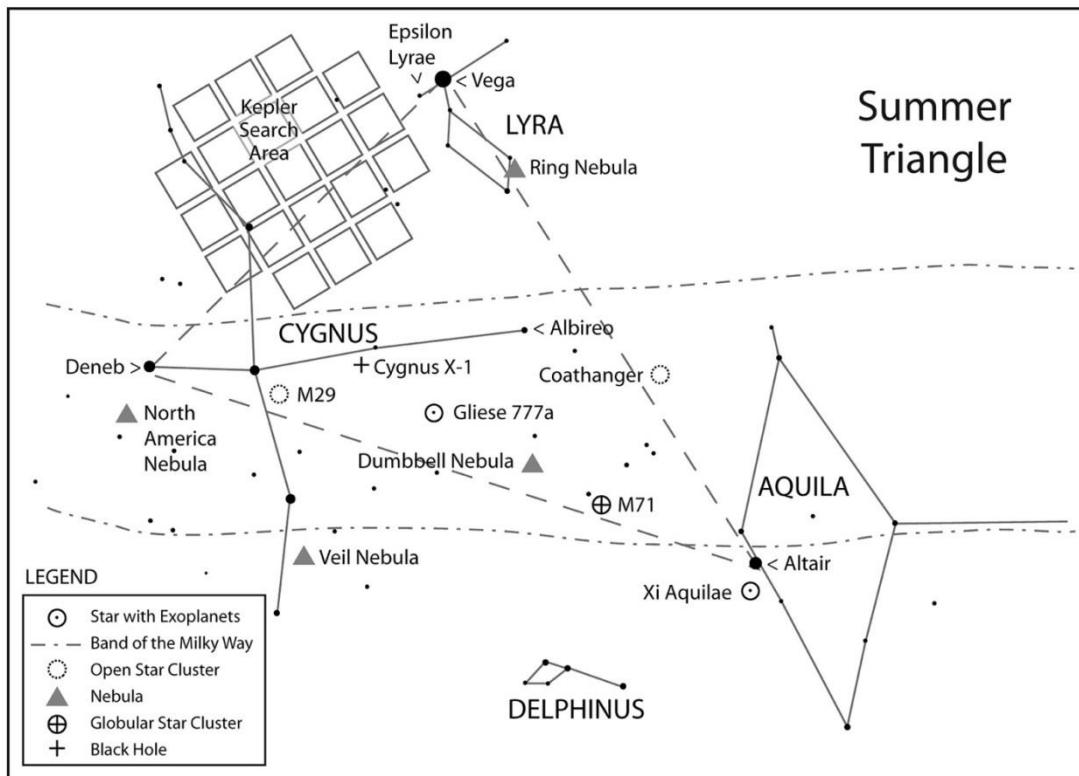 Epsilon
Lyrae
< Vega
Summer
Triangle
Kepler
Search
Area
LYRA
Ring Nebula
CYGNUS
< Albireo
Deneb >
Cygnus X-1
Coathanger
M29
North
America
Nebula
Gliese 777a
Dumbbell Nebula
AQUILA
M71
Veil Nebula
< Altair
Xi Aquilae
LEGEND
Star with Exoplanets
Band of the Milky Way
Open Star Cluster
Nebula
Globular Star Cluster
Black Hole
DELPHINUS